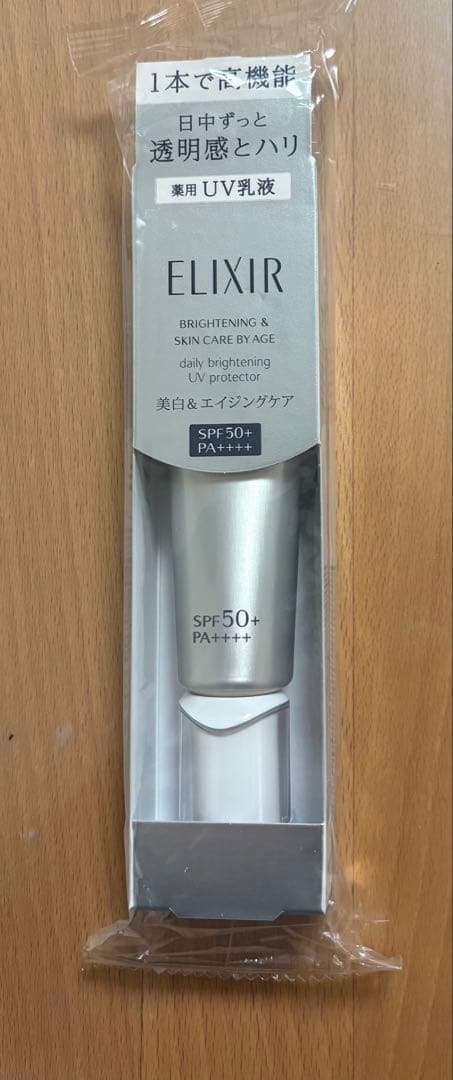 1本で高機能
日中ずっと
透明感とハリ
薬用 UV乳液
ELIXIR
BRIGHTENING &
SKIN CARE BY AGE
daily brightening
UV protector
美白&エイジングケア
SPF50+
PA++++
SPF50+
PA++++